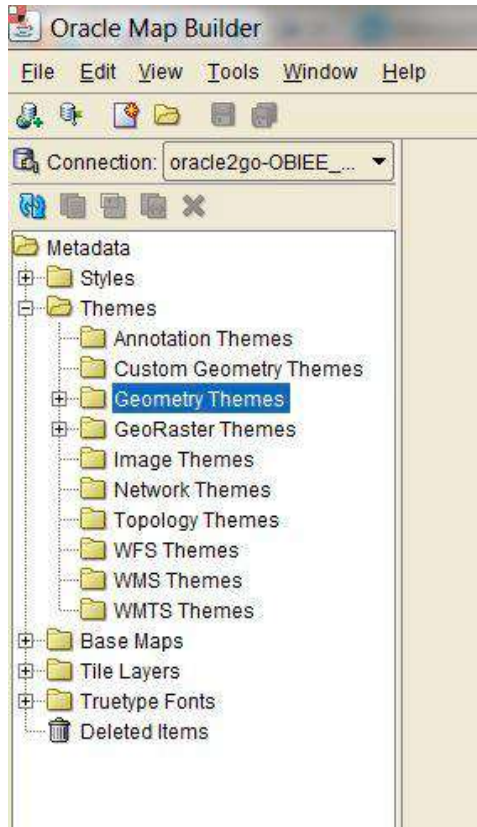 Oracle Map Builder
File Edit View Tools Window Help
Connection: oracle2go-OBIEE_...
Metadata
Styles
Themes
Annotation Themes
Custom Geometry Themes
Geometry Themes
GeoRaster Themes
Image Themes
Network Themes
Topology Themes
WFS Themes
WMS Themes
WMTS Themes
Base Maps
Tile Layers
Truetype Fonts
Deleted Items